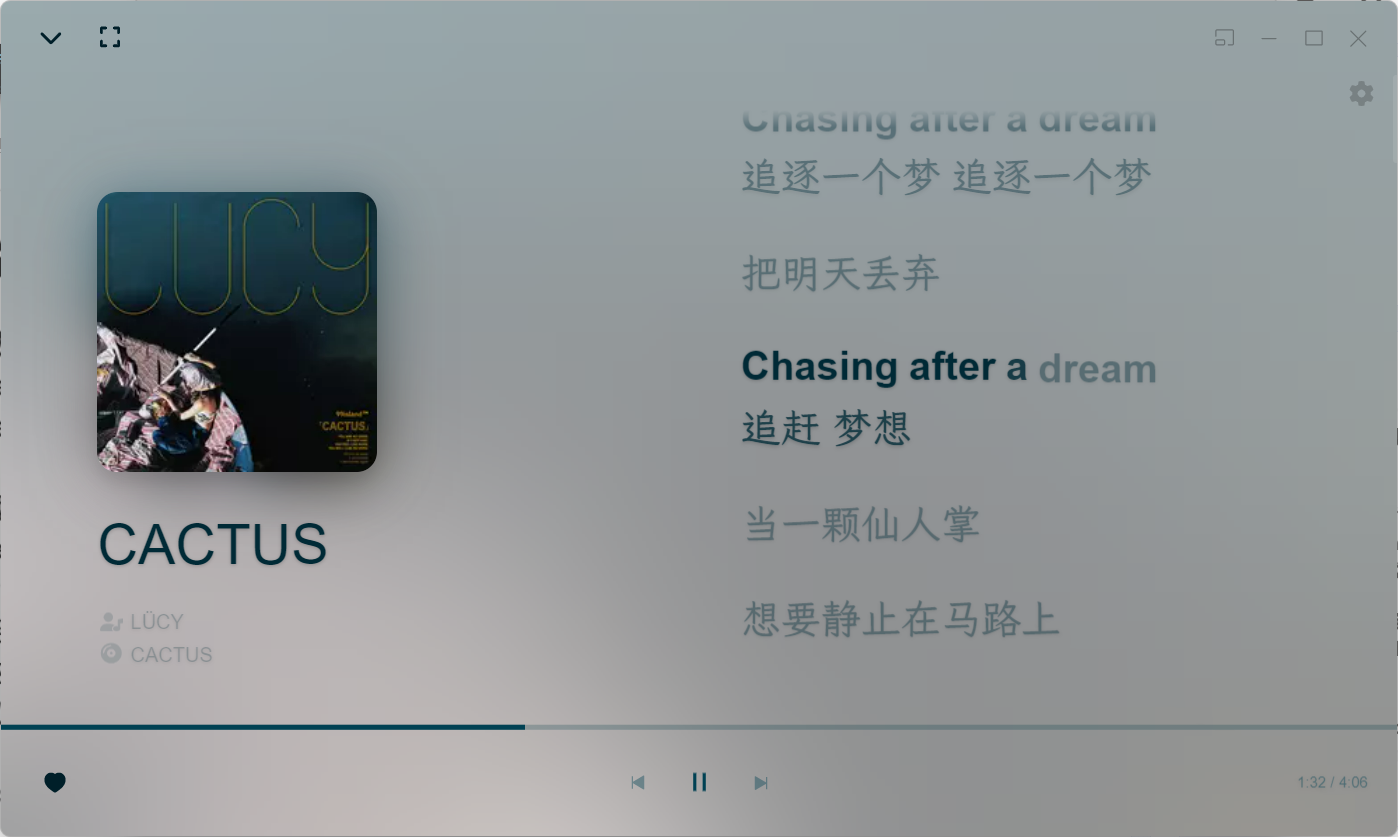 Chasing after a dream
追逐一个梦 追逐一个梦
把明天丢弃
Chasing after a dream
追赶 梦想
当一颗仙人掌
想要静止在马路上
LUCY
「CACTUS」
CACTUS
LÜCY
CACTUS
1:32 / 4:06